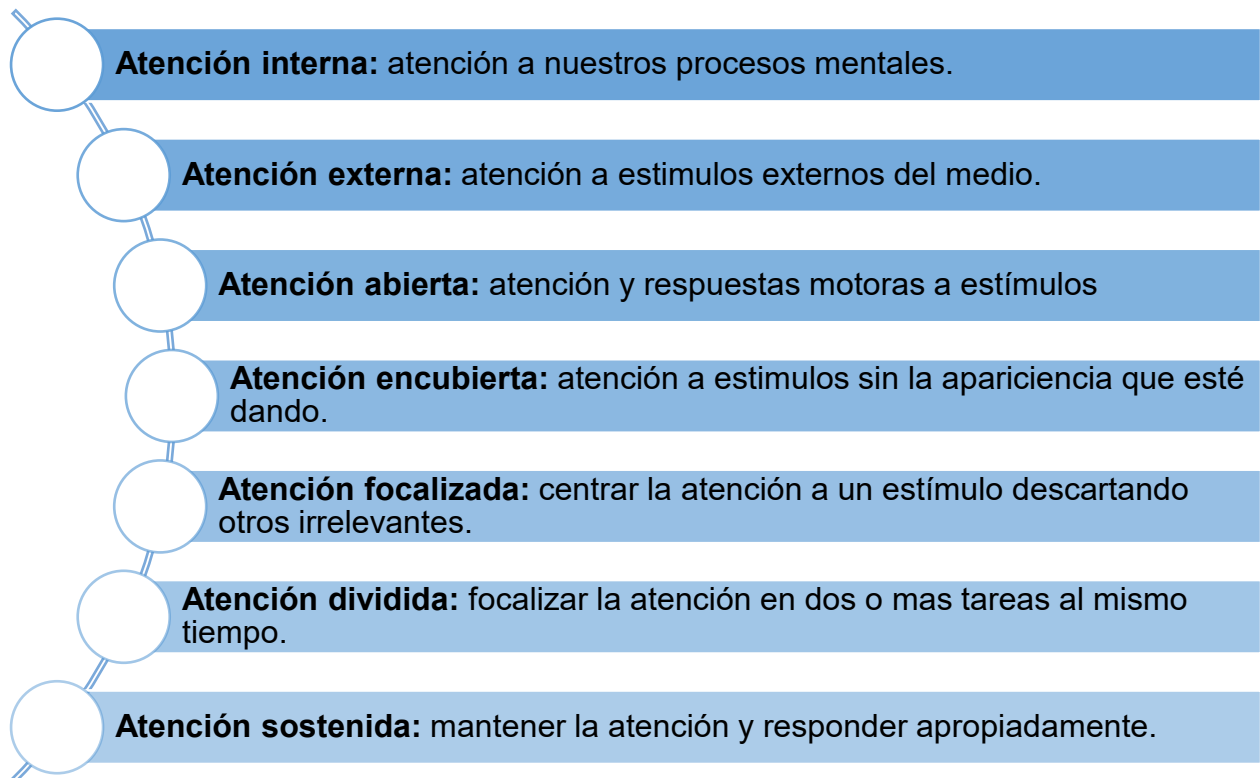 Atención interna: atención a nuestros procesos mentales.
Atención externa: atención a estimulos externos del medio.
Atención abierta: atención y respuestas motoras a estímulos
Atención encubierta: atención a estimulos sin la apariciencia que esté
dando.
Atención focalizada: centrar la atención a un estímulo descartando
otros irrelevantes.
Atención dividida: focalizar la atención en dos o mas tareas al mismo
tiempo.
Atención sostenida: mantener la atención y responder apropiadamente.